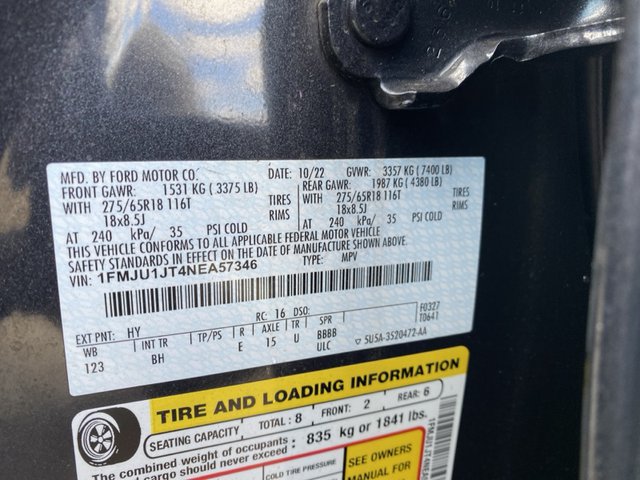 MFD. BY FORD MOTOR CO. DATE: 10/22 GVWR: 3357 KG (7400 LB)
FRONT GAWR: 1531 KG (3375 LB) REAR GAWR: 1987 KG (4380 LB)
WITH 275/65R18 116T TIRES WITH 275/65R18 116T TIRES
18x8.5J RIMS 18x8.5J RIMS
AT 240 kPa/ 35 PSI COLD AT 240 kPa/ 35 PSI COLD
THIS VEHICLE CONFORMS TO ALL APPLICABLE FEDERAL MOTOR VEHICLE
SAFETY STANDARDS IN EFFECT ON THE DATE OF MANUFACTURE SHOWN ABOVE.
VIN: 1FMJU1JT4NEA57346 TYPE: MPV
F0327
EXT PNT: HY RC: 16 DSO: T0641
WB INT TR TP/PS R AXLE TR SPR
123 BH E 15 U BBBB
ULC ▽ 5U5A-3520472-AA
TIRE AND LOADING INFORMATION
SEATING CAPACITY TOTAL: 8 FRONT: 2 REAR: 6
The combined weight of occupants
and cargo should never exceed: 835 kg or 1841 lbs.
COLD TIRE PRESSURE
SEE OWNERS
MANUAL FOR
1FMJU1JT4NEA